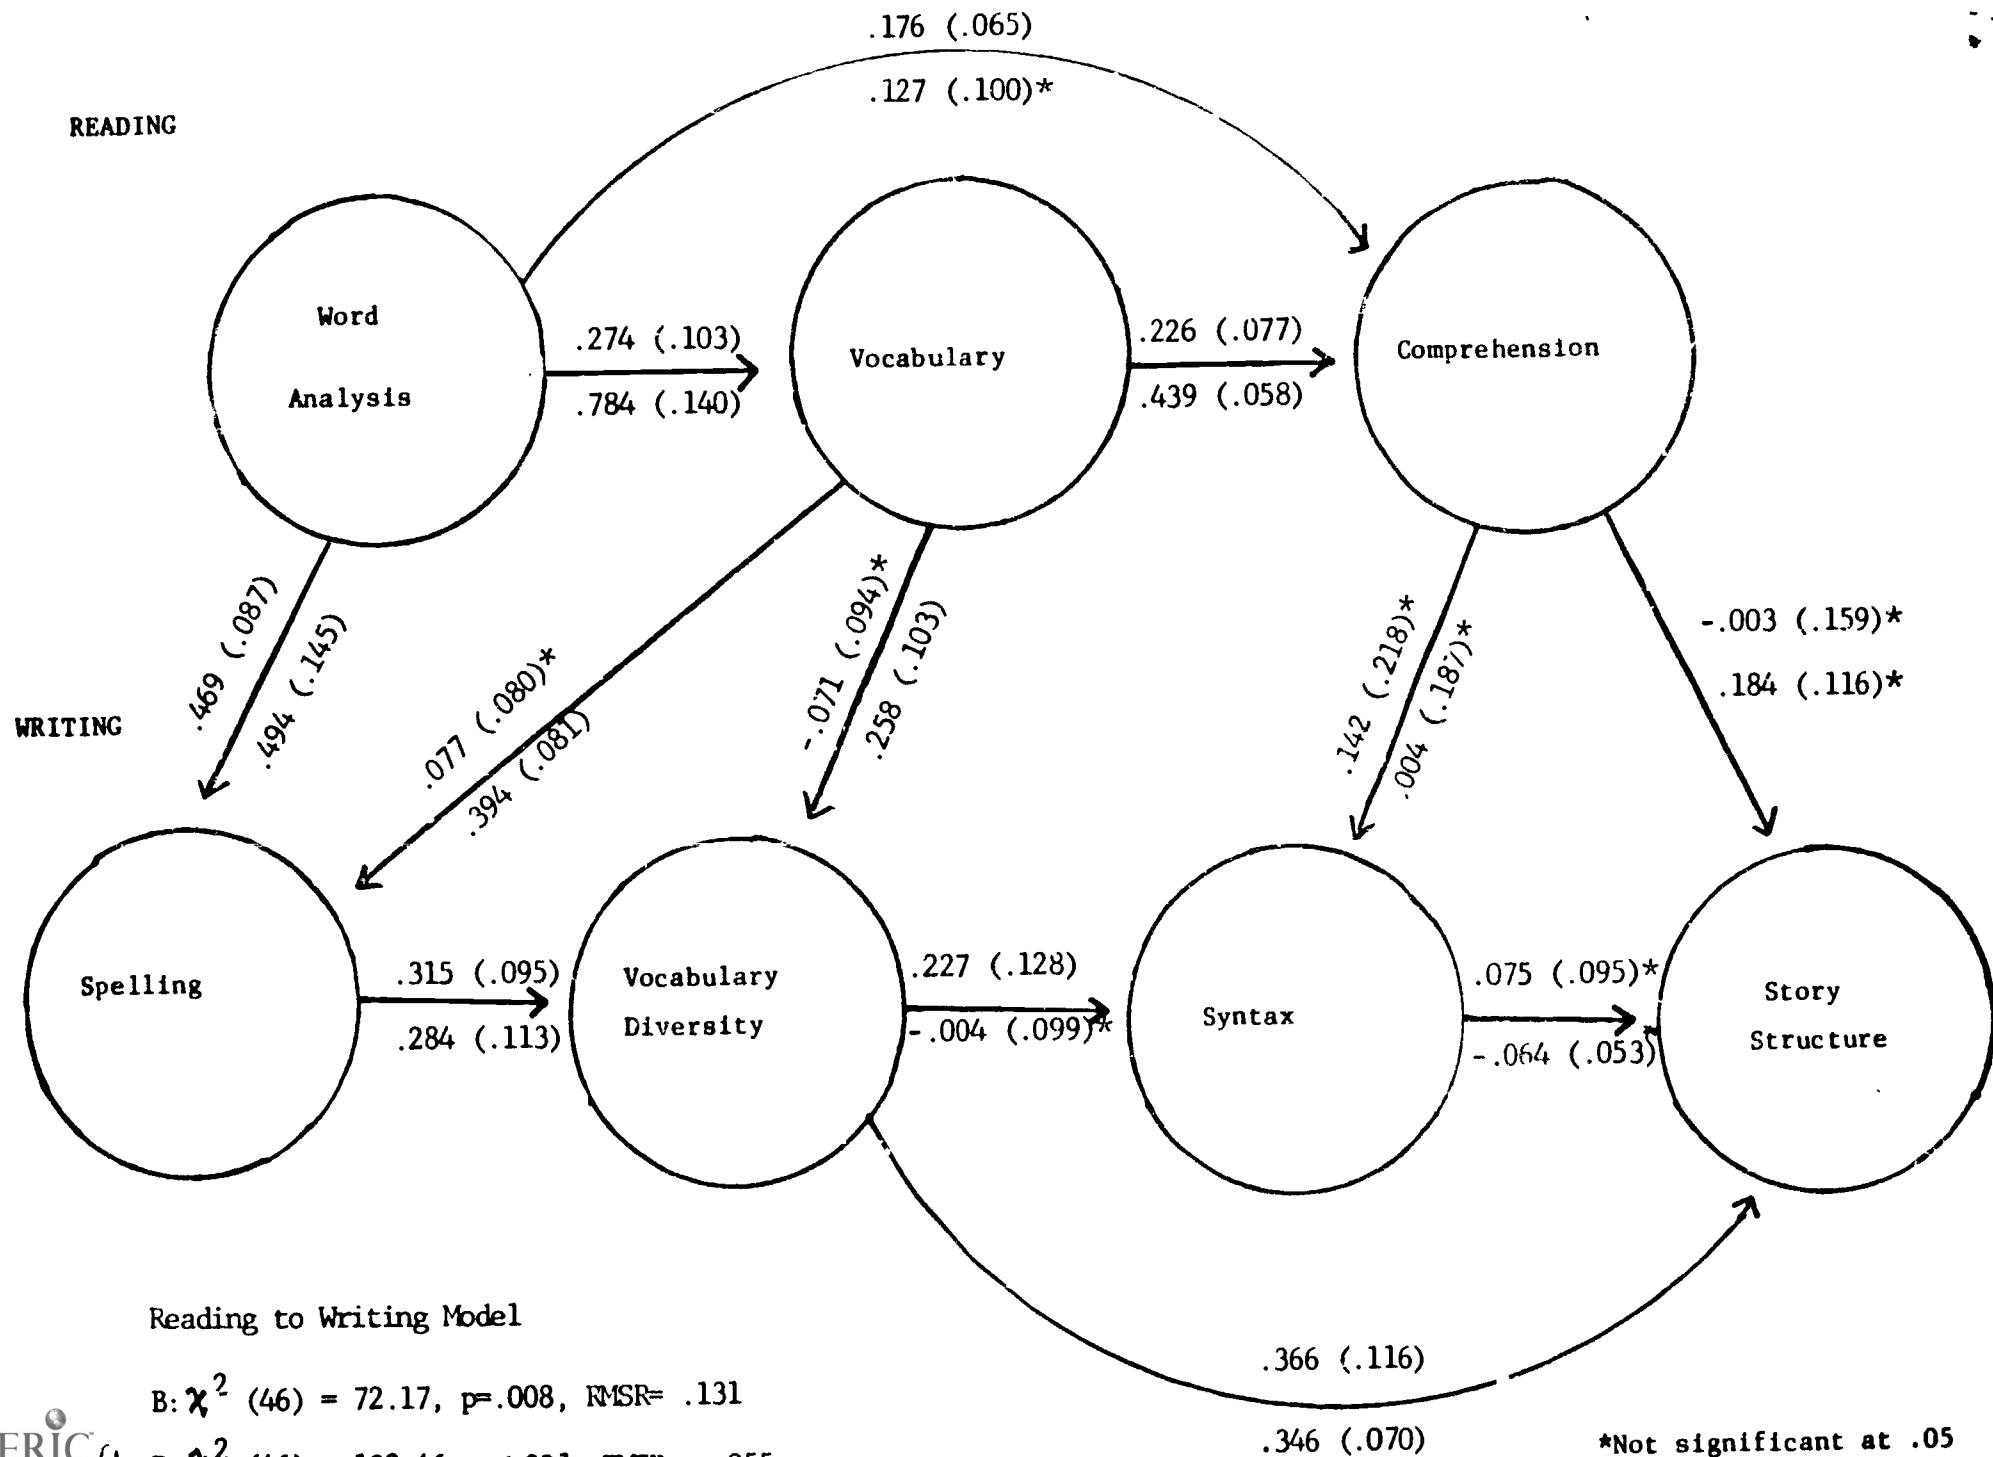 .176 (.065)
.127 (.100)*
READING
Word
Analysis
.274 (.103)
.784 (.140)
Vocabulary
.226 (.077)
.439 (.058)
Comprehension
.469 (.087)
.494 (.145)
.077 (.080)*
.394 (.081)
-.071 (.094)*
.258 (.103)
.142 (.218)*
.004 (.187)*
-.003 (.159)*
.184 (.116)*
WRITING
Spelling
.315 (.095)
.284 (.113)
Vocabulary
Diversity
.227 (.128)
-.004 (.099)*
Syntax
.075 (.095)*
-.064 (.053)*
Story
Structure
Reading to Writing Model
B: χ² (46) = 72.17, p=.008, RMSR= .131
.366 (.116)
.346 (.070)
*Not significant at .05
ERIC